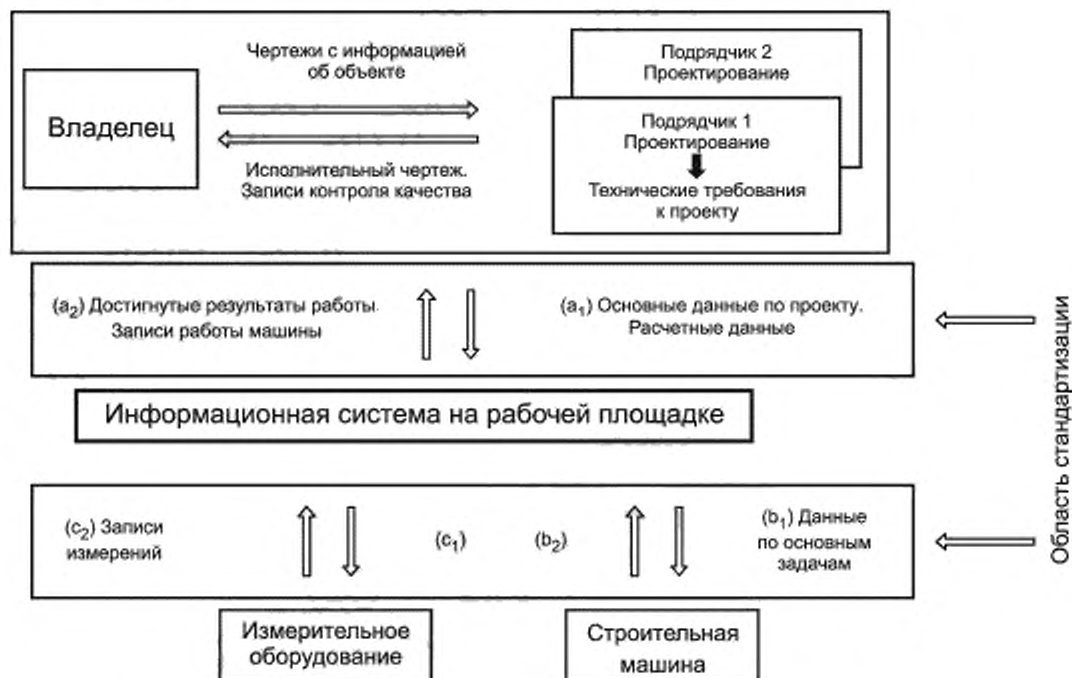 Чертежи с информацией
об объекте
Владелец
Исполнительный чертеж.
Записи контроля качества
Подрядчик 2
Проектирование
Подрядчик 1
Проектирование
Технические требования
к проекту
(a2) Достигнутые результаты работы.
Записи работы машины
(a1) Основные данные по проекту.
Расчетные данные
Информационная система на рабочей площадке
(c2) Записи
измерений
(c1)
(b2)
(b1) Данные
по основным
задачам
Область стандартизации
Измерительное
оборудование
Строительная
машина